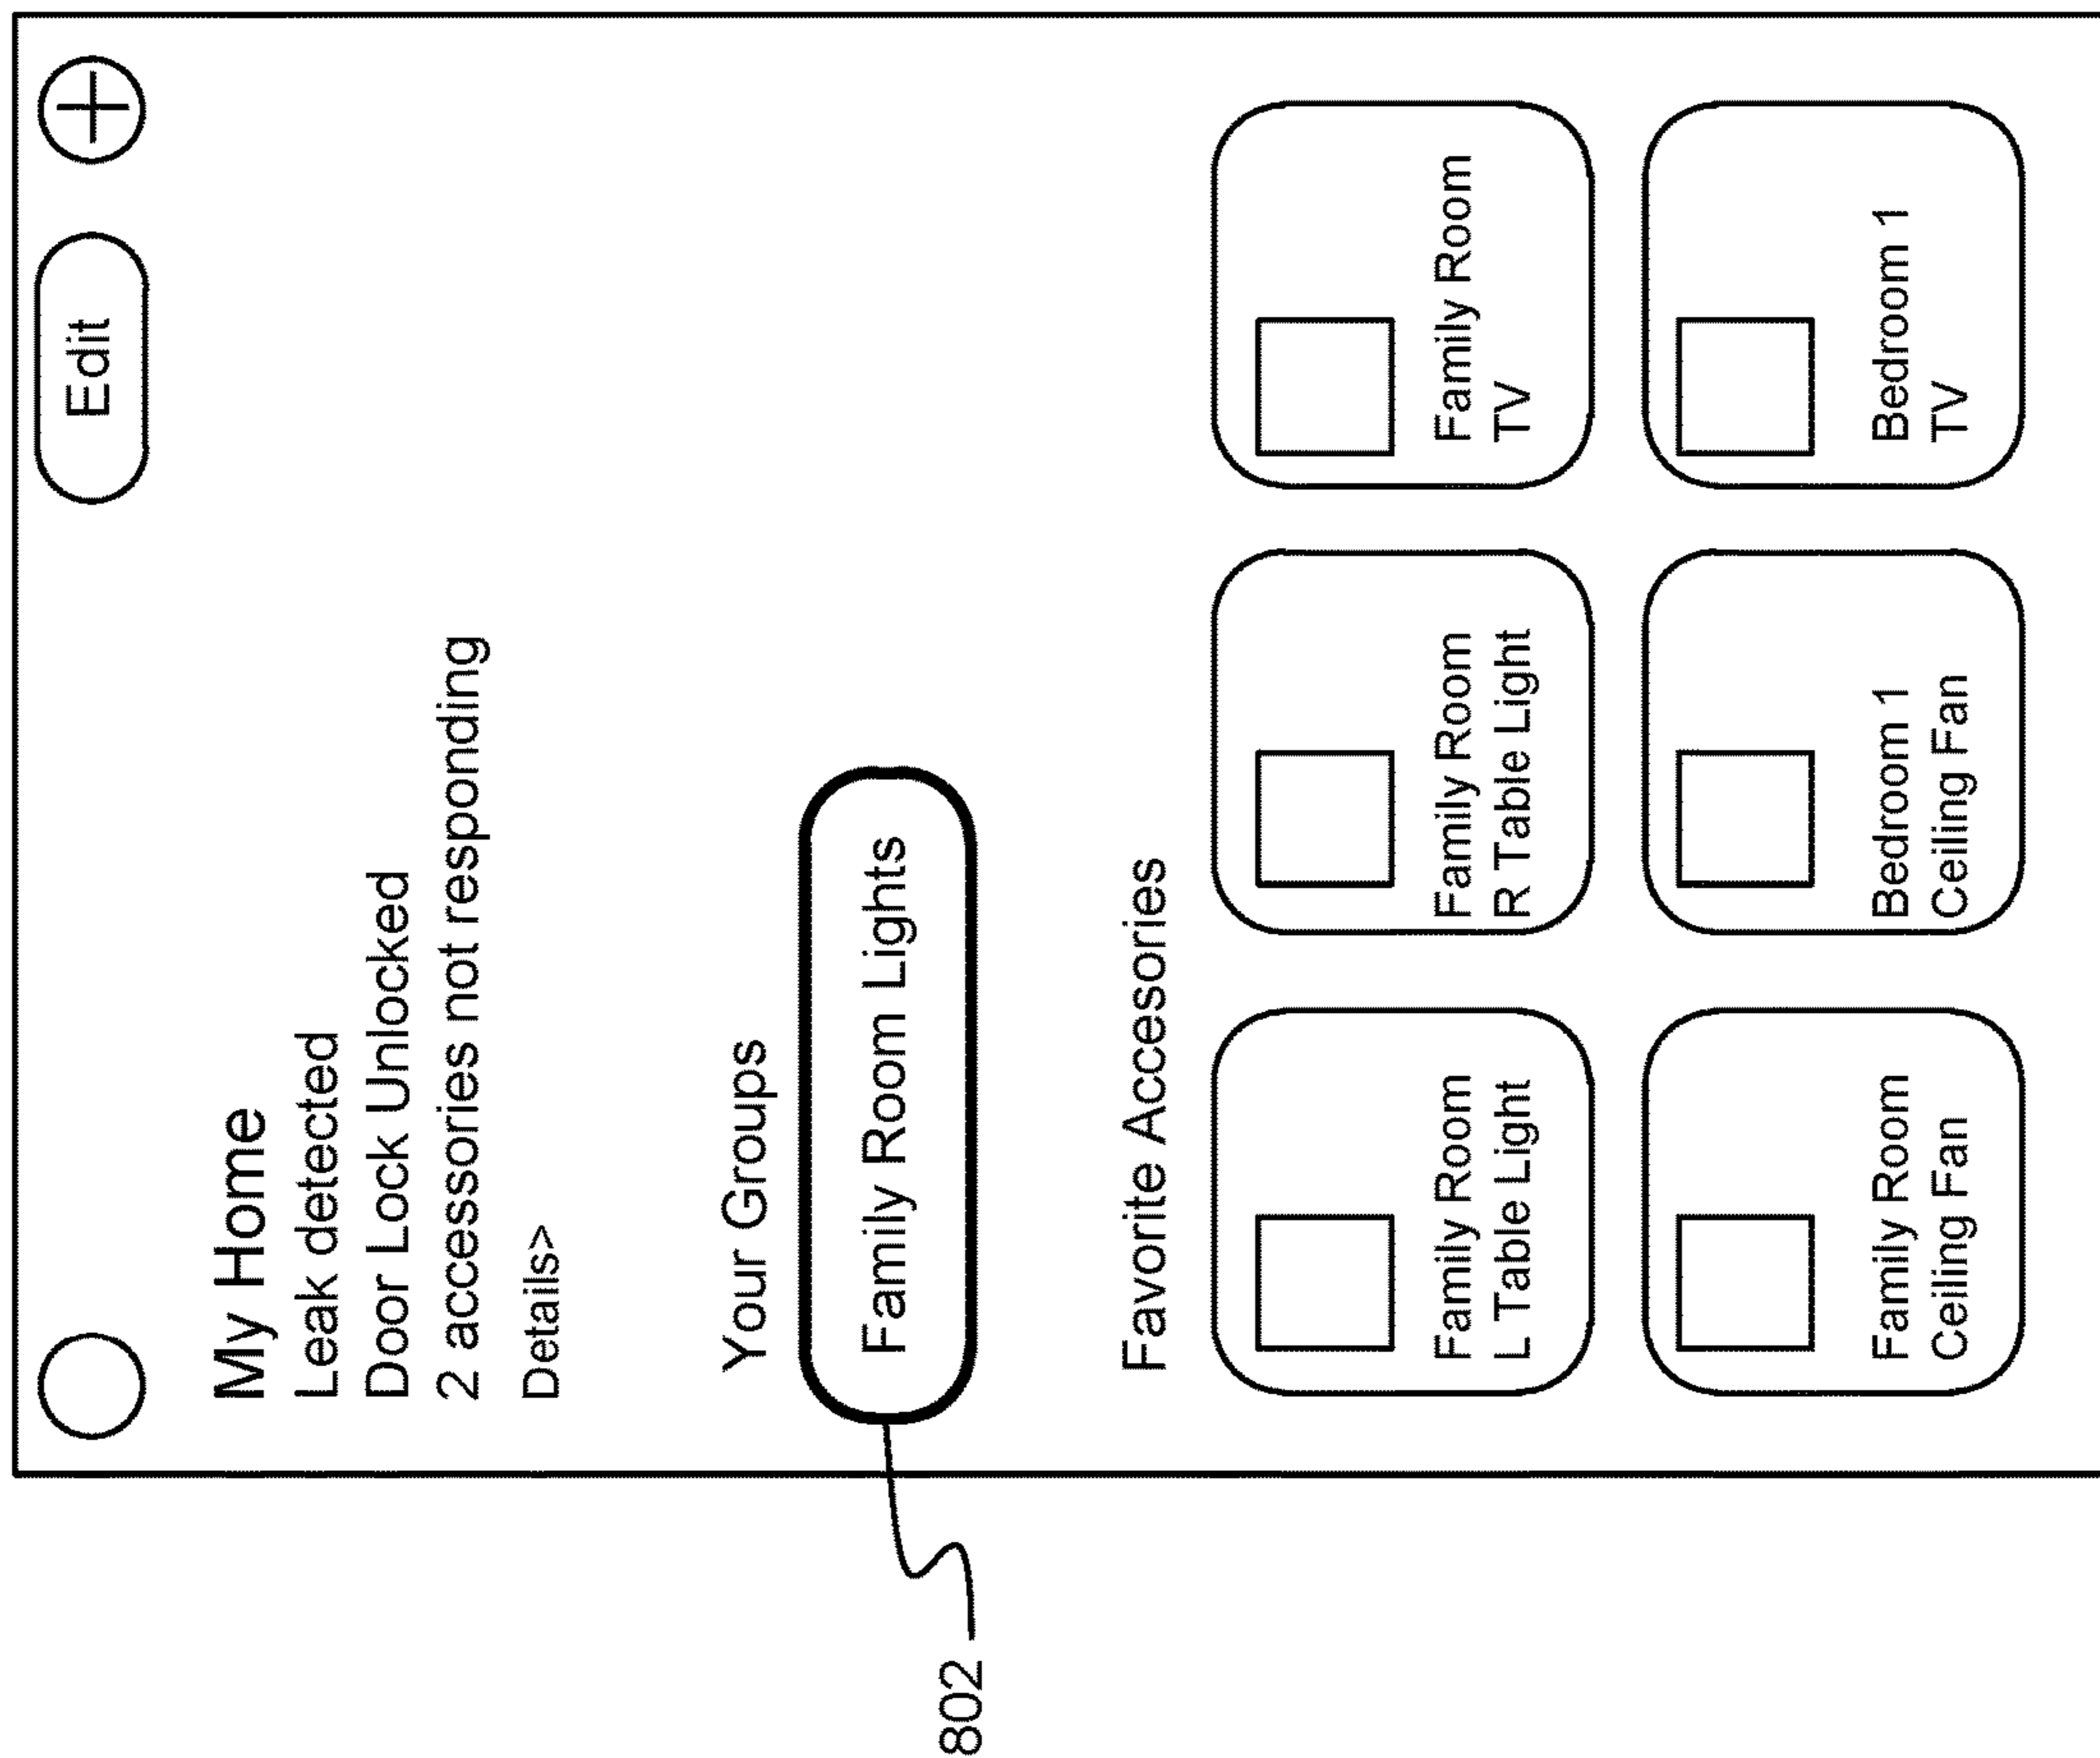 Edit
My Home
Leak detected
Door Lock Unlocked
2 accessories not responding
Details>
Your Groups
Family Room Lights
802
Favorite Accessories
Family Room
L Table Light
Family Room
R Table Light
Family Room
TV
Family Room
Ceiling Fan
Bedroom 1
Ceiling Fan
Bedroom 1
TV